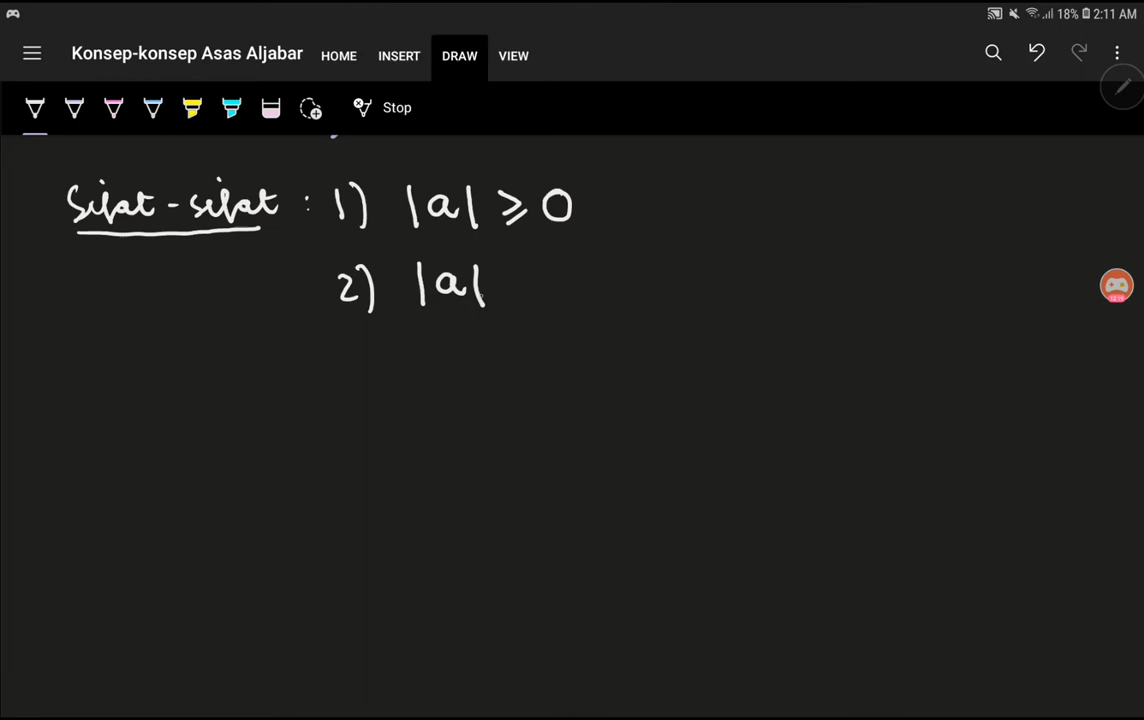 18% 2:11 AM
Konsep-konsep Asas Aljabar HOME INSERT DRAW VIEW
Stop
Sifat-sifat : 1) |a| ⩾ 0
2) |a|